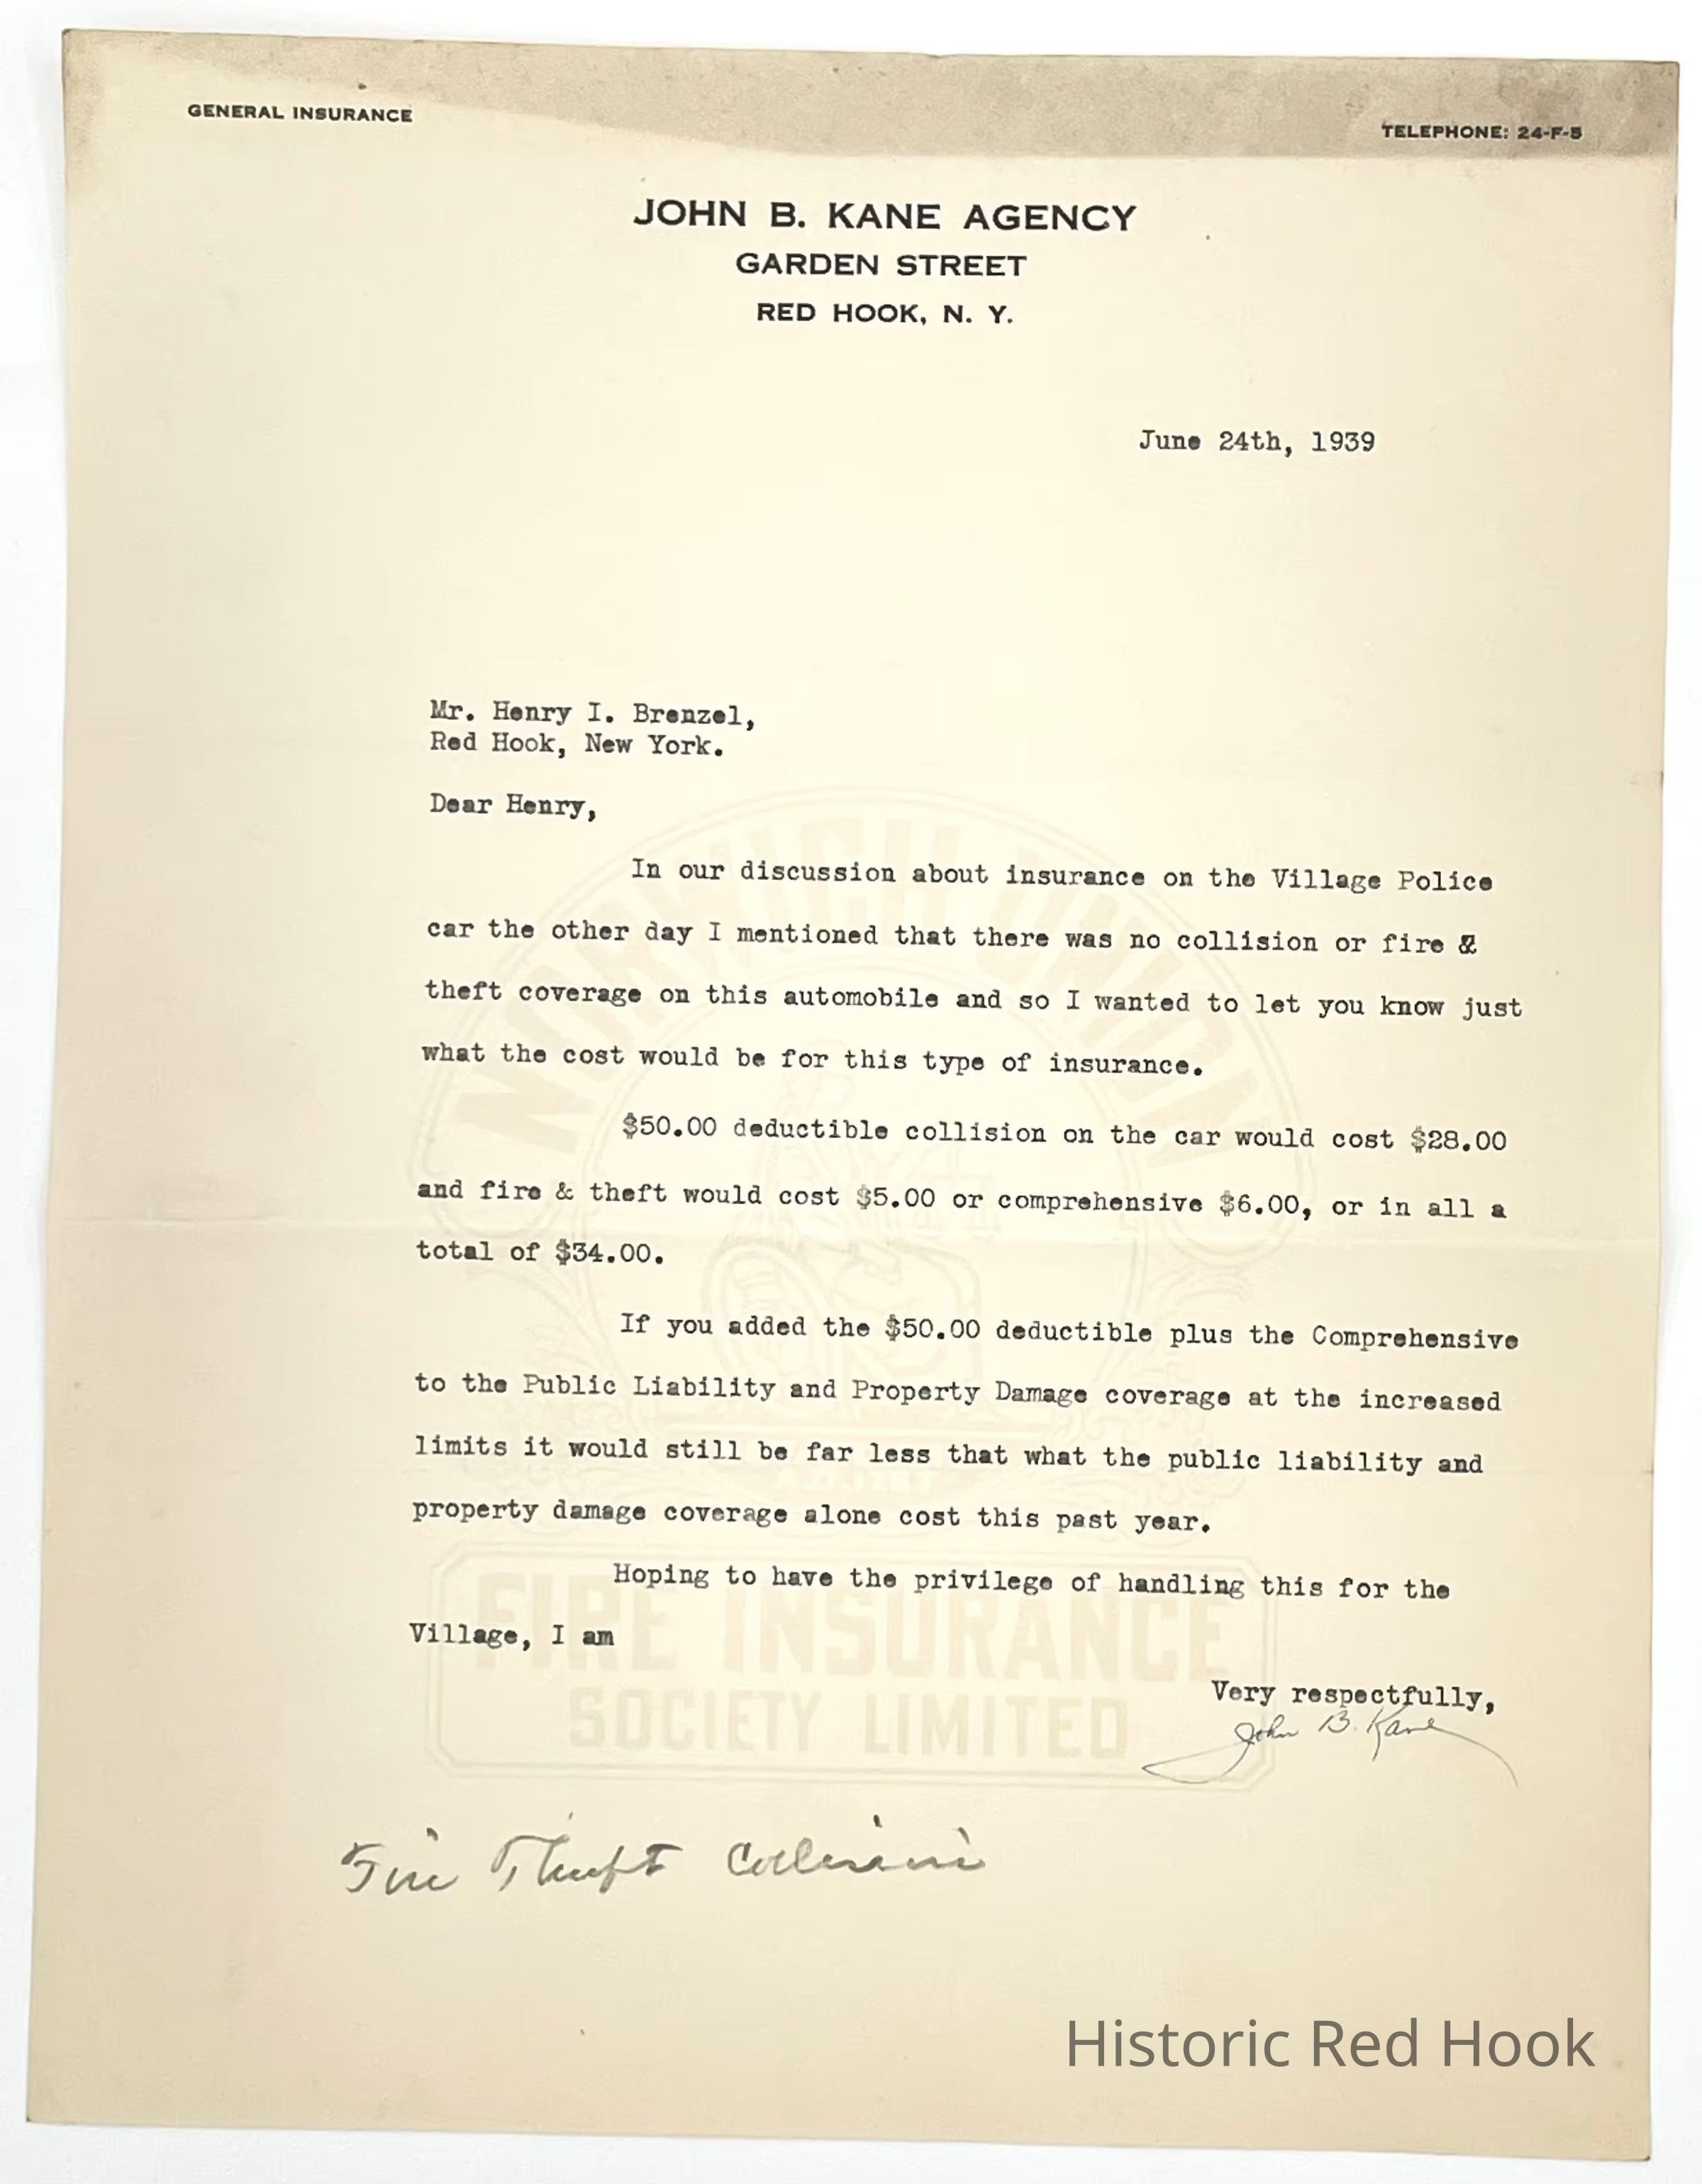 GENERAL INSURANCE
TELEPHONE: 24-F-5
JOHN B. KANE AGENCY
GARDEN STREET
RED HOOK, N. Y.
June 24th, 1939
Mr. Henry I. Brenzel,
Red Hook, New York.
Dear Henry,
In our discussion about insurance on the Village Police
car the other day I mentioned that there was no collision or fire &
theft coverage on this automobile and so I wanted to let you know just
what the cost would be for this type of insurance.
$50.00 deductible collision on the car would cost $28.00
and fire & theft would cost $5.00 or comprehensive $6.00, or in all a
total of $34.00.
If you added the $50.00 deductible plus the Comprehensive
to the Public Liability and Property Damage coverage at the increased
limits it would still be far less that what the public liability and
property damage coverage alone cost this past year.
Hoping to have the privilege of handling this for the
Village, I am
Very respectfully,
John B. Kane
NORWICH UNION
FIRE INSURANCE
SOCIETY LIMITED
Fire Theft Collision
Historic Red Hook